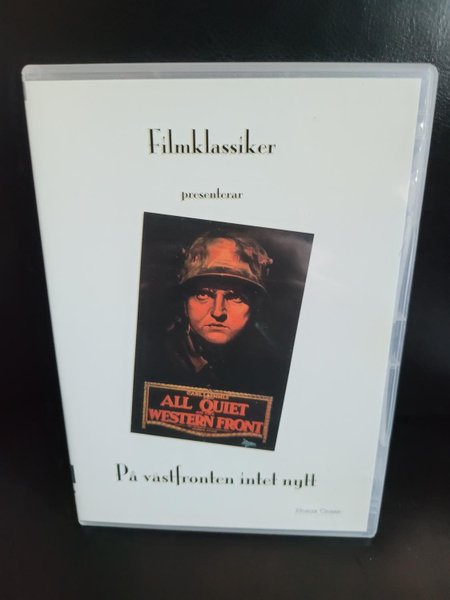 Filmklassiker
presenterar
CARL LAEMMLE
ALL QUIET
WESTERN FRONT
På västfronten intet nytt